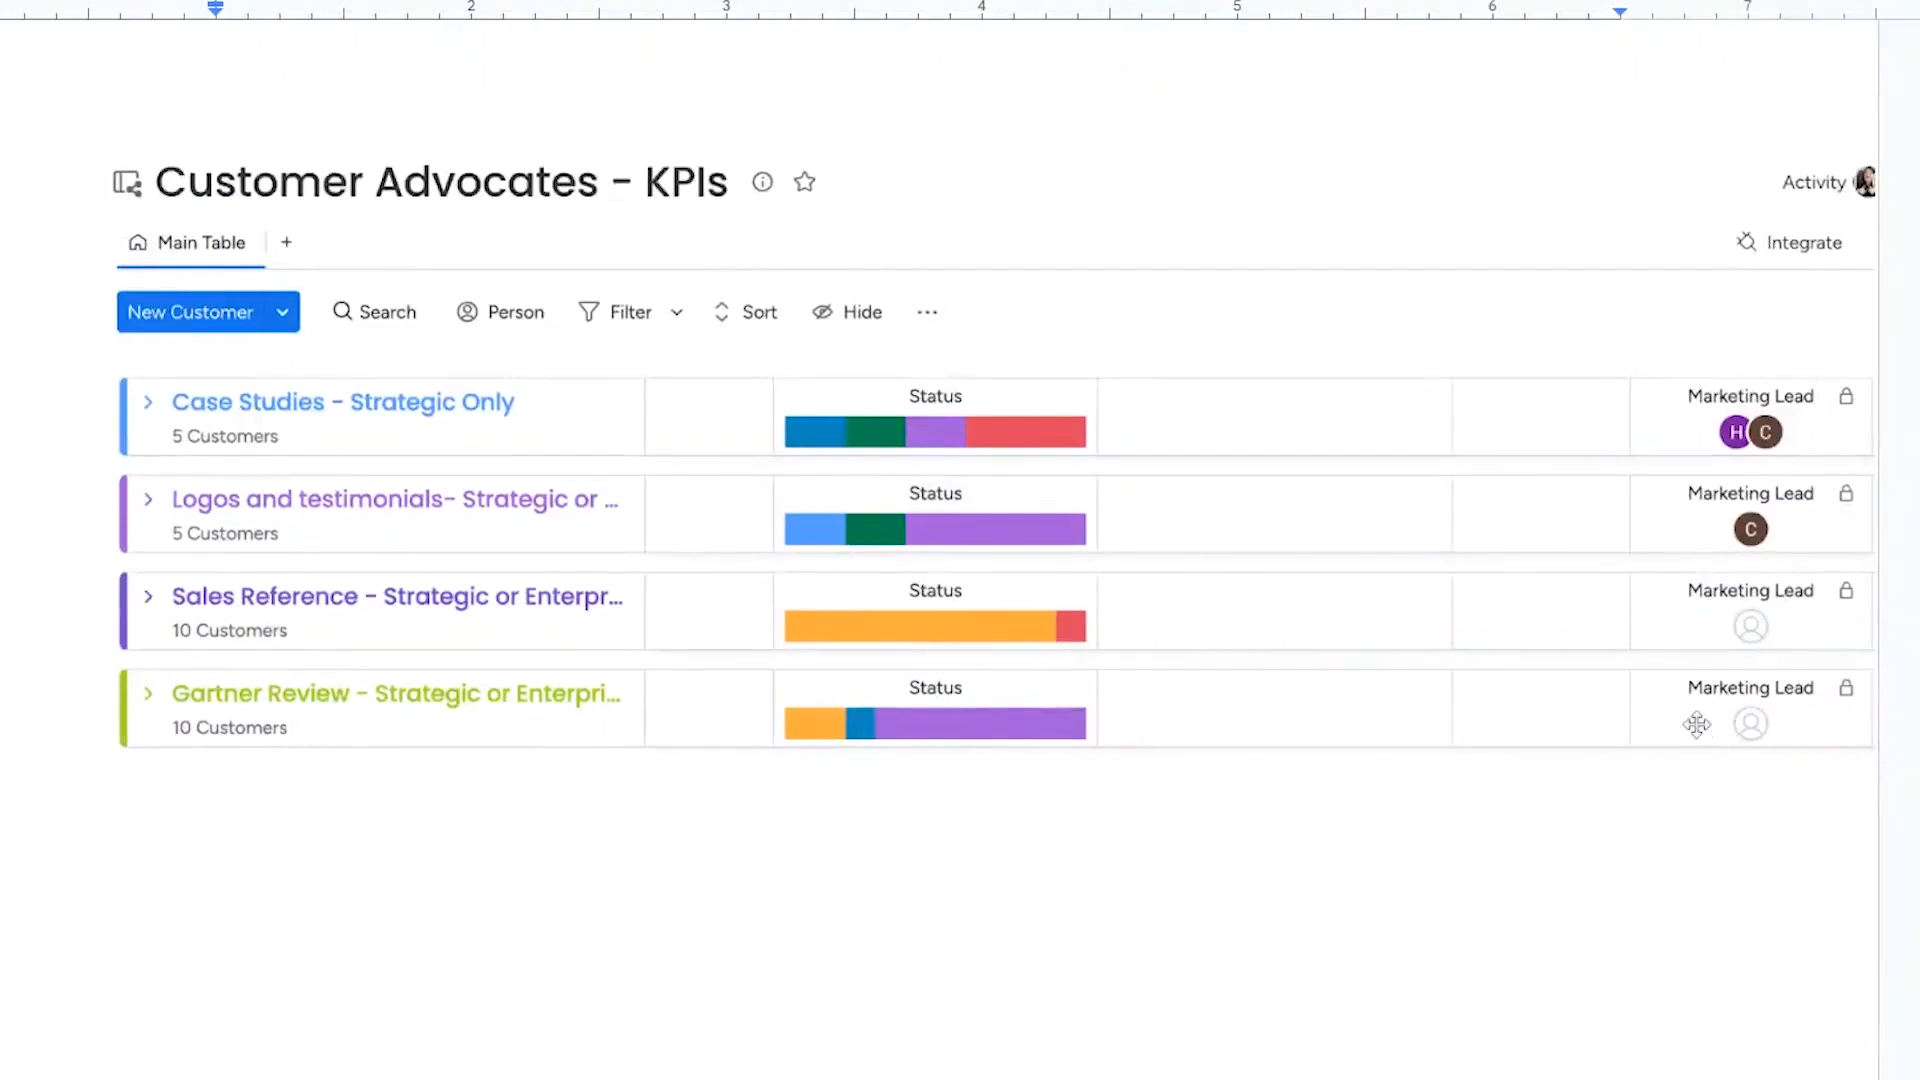 2 3 4 5 6 7
Customer Advocates - KPIs
Activity
Main Table +
Integrate
New Customer
Search
Person
Filter
Sort
Hide
Case Studies - Strategic Only
5 Customers
Status
Marketing Lead
H C
Logos and testimonials- Strategic or ...
5 Customers
Status
Marketing Lead
C
Sales Reference - Strategic or Enterpr...
10 Customers
Status
Marketing Lead
Gartner Review - Strategic or Enterpri...
10 Customers
Status
Marketing Lead